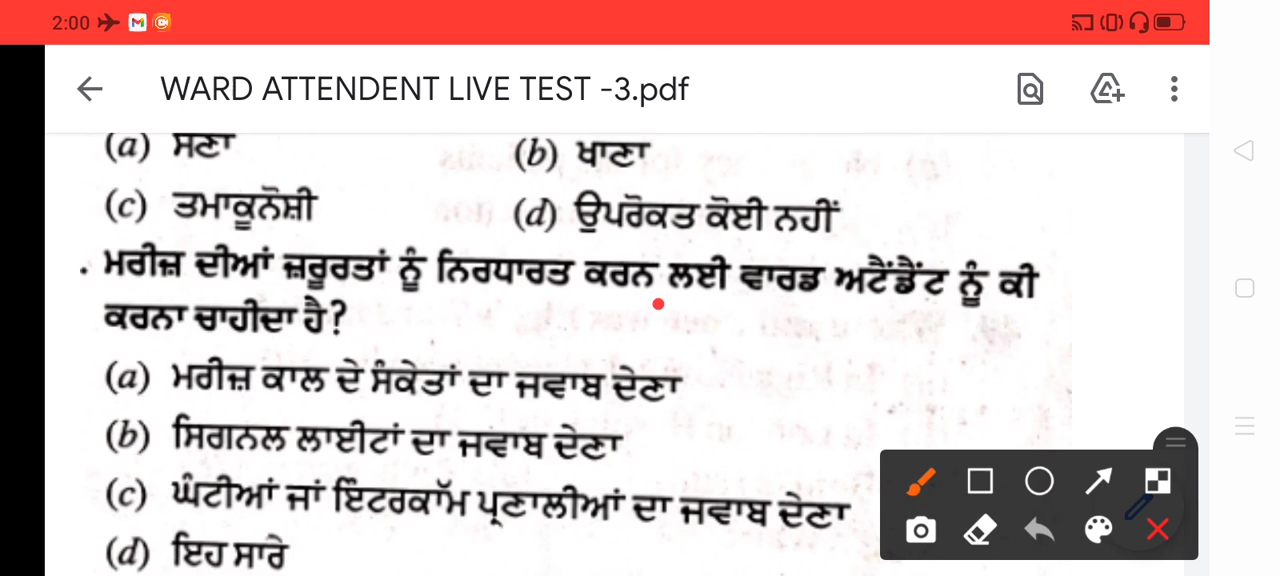 2:00
WARD ATTENDENT LIVE TEST -3.pdf
(a) ਸਣਾ (b) ਖਾਣਾ
(c) ਤਮਾਕੂਨੋਸ਼ੀ (d) ਉਪਰੋਕਤ ਕੋਈ ਨਹੀਂ
. ਮਰੀਜ਼ ਦੀਆਂ ਜ਼ਰੂਰਤਾਂ ਨੂੰ ਨਿਰਧਾਰਤ ਕਰਨ ਲਈ ਵਾਰਡ ਅਟੈਂਡੈਂਟ ਨੂੰ ਕੀ
ਕਰਨਾ ਚਾਹੀਦਾ ਹੈ?
(a) ਮਰੀਜ਼ ਕਾਲ ਦੇ ਸੰਕੇਤਾਂ ਦਾ ਜਵਾਬ ਦੇਣਾ
(b) ਸਿਗਨਲ ਲਾਈਟਾਂ ਦਾ ਜਵਾਬ ਦੇਣਾ
(c) ਘੰਟੀਆਂ ਜਾਂ ਇੰਟਰਕਾੱਮ ਪ੍ਰਣਾਲੀਆਂ ਦਾ ਜਵਾਬ ਦੇਣਾ
(d) ਇਹ ਸਾਰੇ